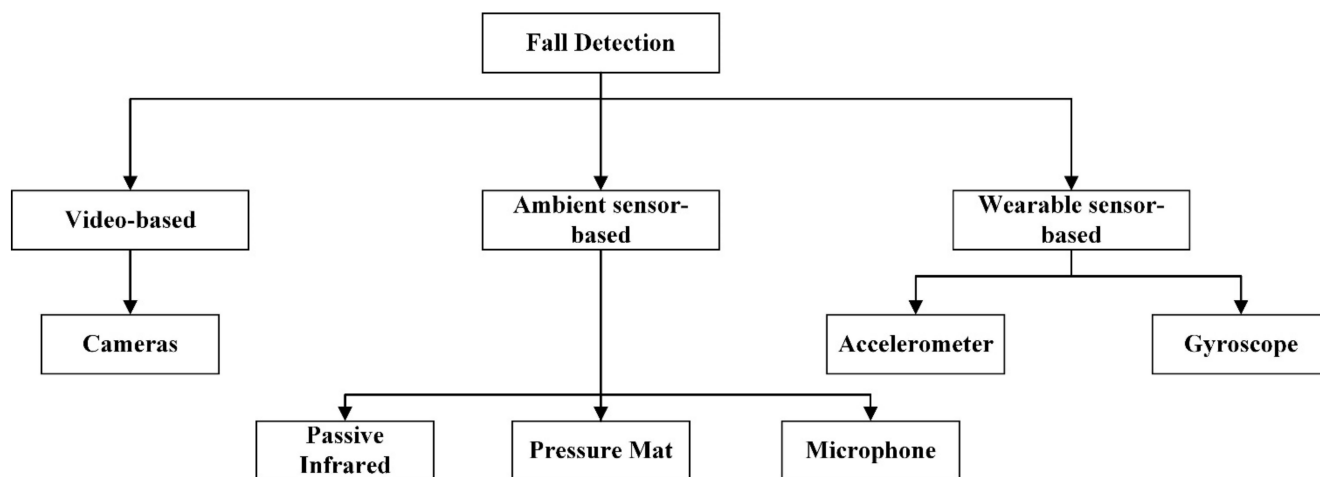 Fall Detection
Video-based
Ambient sensor-
based
Wearable sensor-
based
Cameras
Accelerometer
Gyroscope
Passive
Infrared
Pressure Mat
Microphone